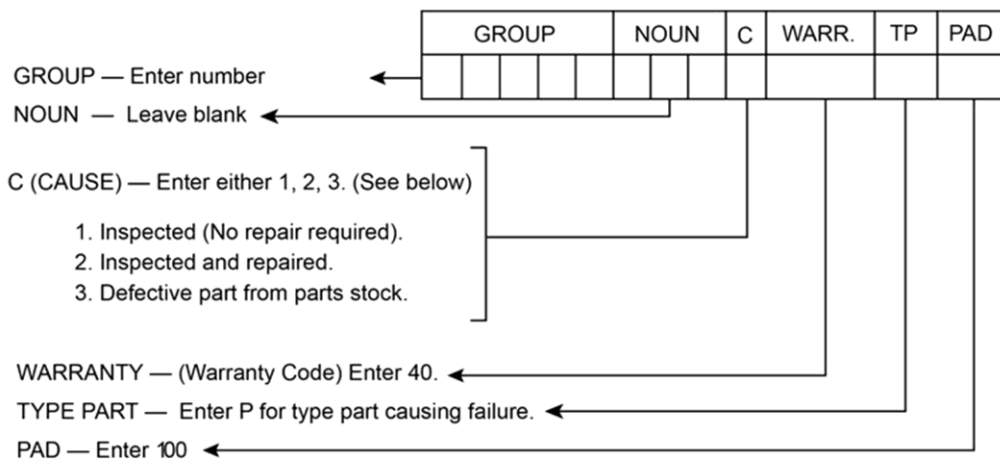 GROUP NOUN C WARR. TP PAD
GROUP — Enter number
NOUN — Leave blank
C (CAUSE) — Enter either 1, 2, 3. (See below)
1. Inspected (No repair required).
2. Inspected and repaired.
3. Defective part from parts stock.
WARRANTY — (Warranty Code) Enter 40.
TYPE PART — Enter P for type part causing failure.
PAD — Enter 100